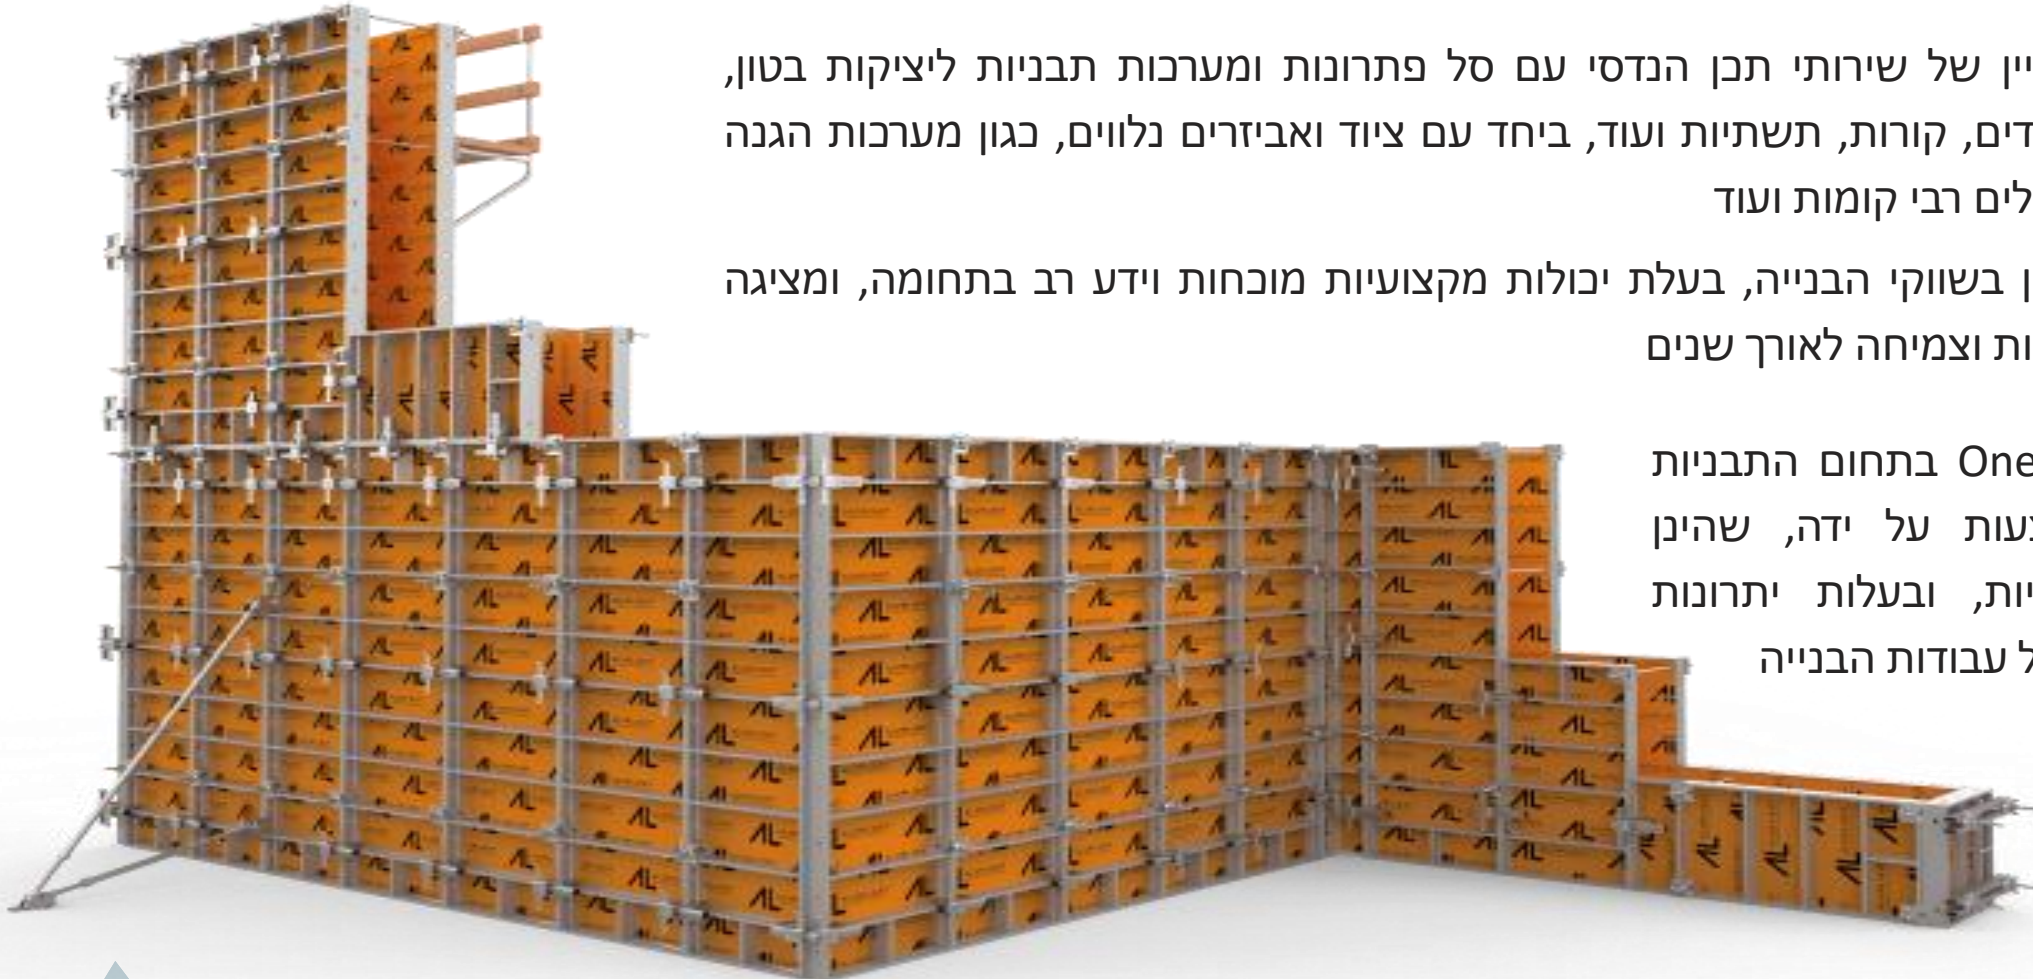 יין של שירותי תכן הנדסי עם סל פתרונות ומערכות תבניות ליציקות בטון,
דים, קורות, תשתיות ועוד, ביחד עם ציוד ואביזרים נלווים, כגון מערכות הגנה
לים רבי קומות ועוד
ן בשווקי הבנייה, בעלת יכולות מקצועיות מוכחות וידע רב בתחומה, ומציגה
ות וצמיחה לאורך שנים
One בתחום התבניות
עות על ידה, שהינן
יות, ובעלות יתרונות
ל עבודות הבנייה